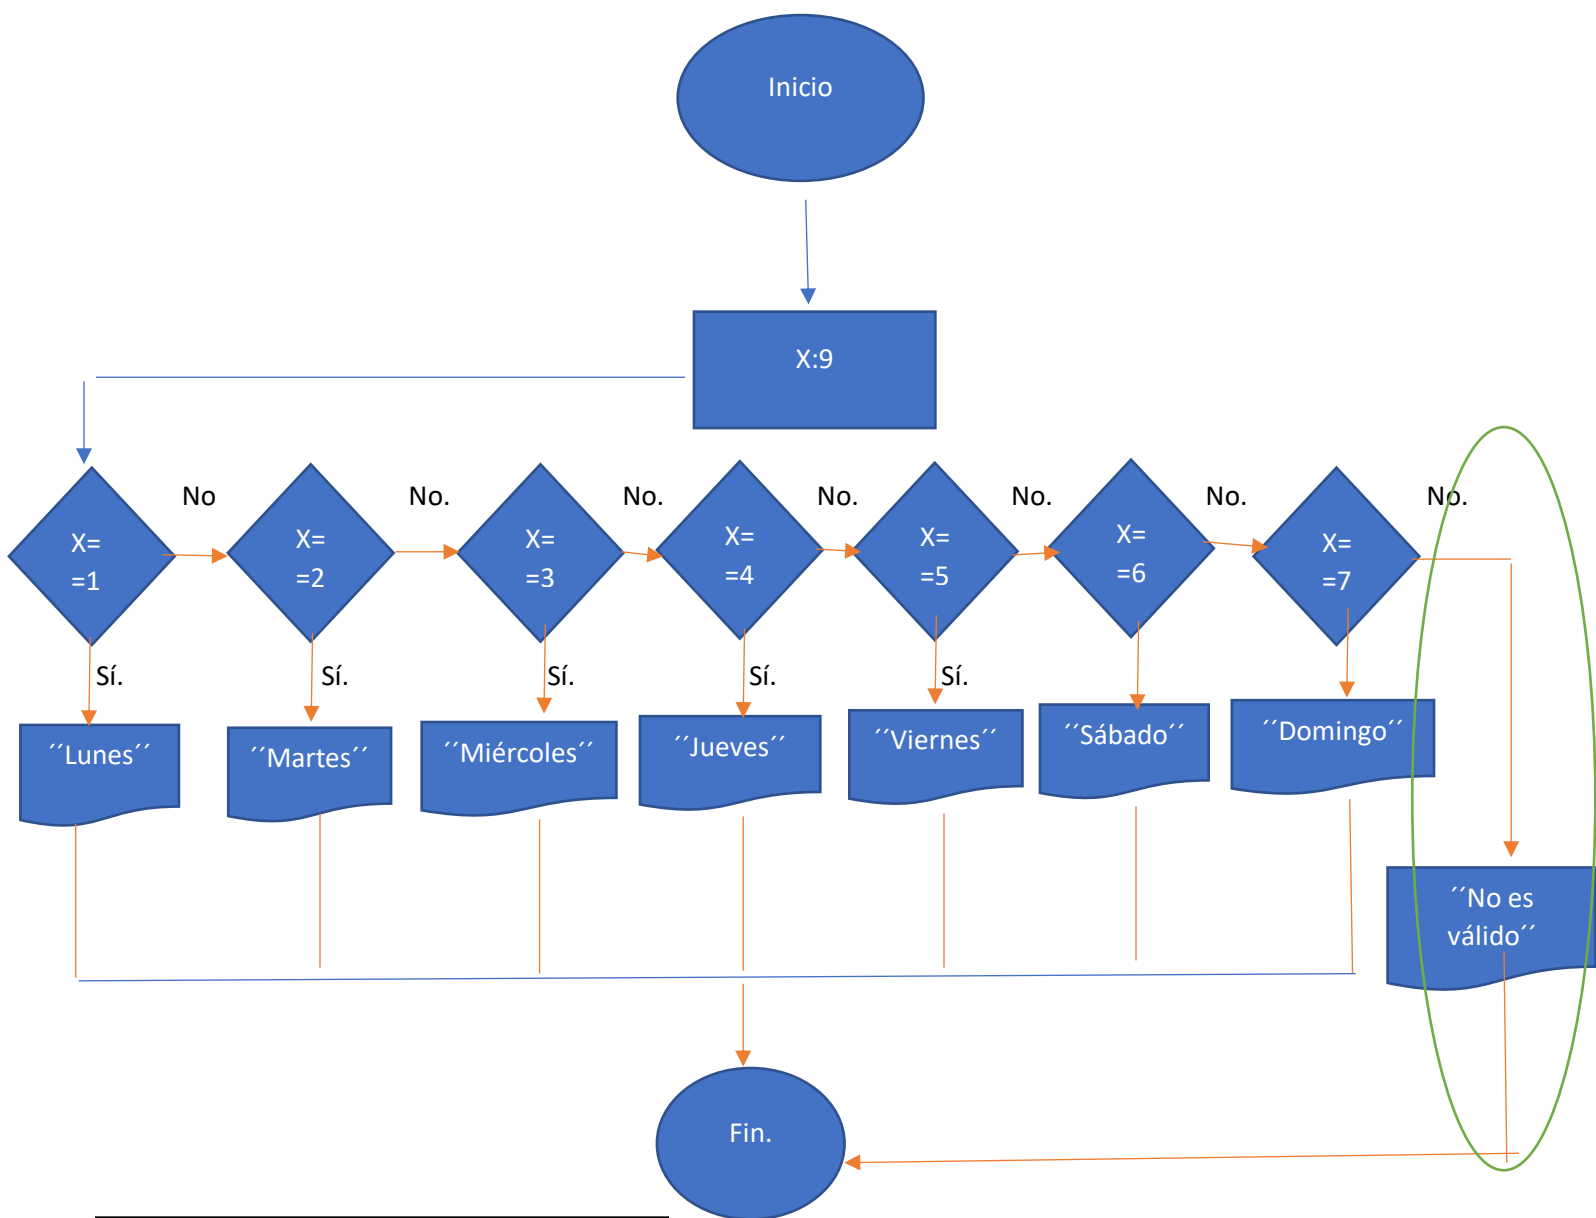 Inicio
X:9
No
No.
No.
No.
No.
No.
No.
X=
=1
X=
=2
X=
=3
X=
=4
X=
=5
X=
=6
X=
=7
Sí.
Sí.
Sí.
Sí.
Sí.
´´Lunes´´
´´Martes´´
´´Miércoles´´
´´Jueves´´
´´Viernes´´
´´Sábado´´
´´Domingo´´
´´No es
válido´´
Fin.